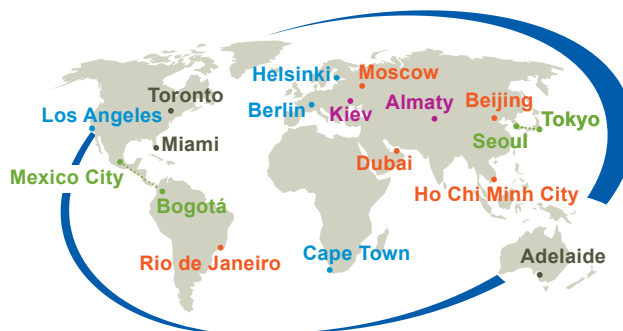 Helsinki
Moscow
Toronto
Los Angeles
Berlin
Kiev
Almaty
Beijing
Tokyo
Seoul
Miami
Mexico City
Dubai
Bogotá
Ho Chi Minh City
Rio de Janeiro
Cape Town
Adelaide